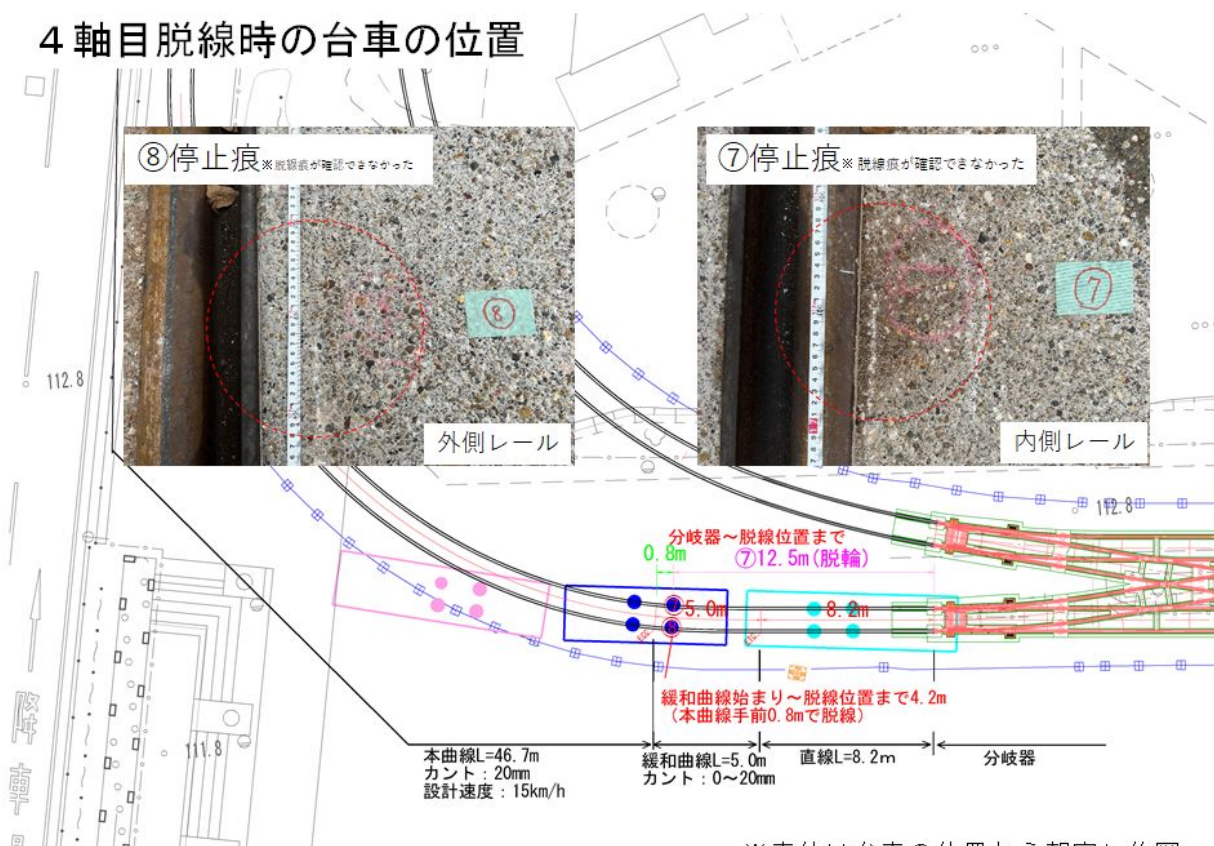 ４軸目脱線時の台車の位置
⑧停止痕※脱線痕が確認できなかった
⑧
外側レール
⑦停止痕※脱線痕が確認できなかった
⑦
内側レール
112.8
112.8
分岐器～脱線位置まで
0.8m
⑦12.5m(脱輪)
5.0m
8.2m
緩和曲線始まり～脱線位置まで4.2m
（本曲線手前0.8mで脱線）
111.8
本曲線L=46.7m
カント：20mm
設計速度：15km/h
緩和曲線L=5.0m
カント：0～20mm
直線L=8.2m
分岐器